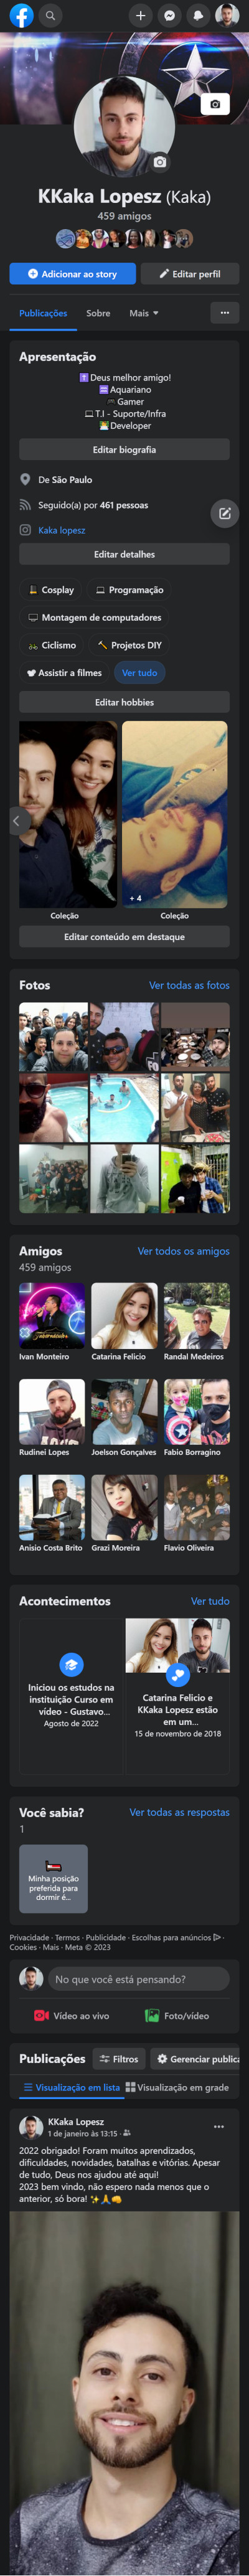 KKaka Lopesz (Kaka)
459 amigos
Adicionar ao story
Editar perfil
Publicações
Sobre
Mais
Apresentação
Deus melhor amigo!
Aquariano
Gamer
T.I - Suporte/Infra
Developer
Editar biografia
De São Paulo
Seguido(a) por 461 pessoas
Kaka lopesz
Editar detalhes
Cosplay
Programação
Montagem de computadores
Ciclismo
Projetos DIY
Assistir a filmes
Ver tudo
Editar hobbies
+ 4
Coleção
Coleção
Editar conteúdo em destaque
Fotos
Ver todas as fotos
Amigos
Ver todos os amigos
459 amigos
Ivan Monteiro
Catarina Felicio
Randal Medeiros
Rudinei Lopes
Joelson Gonçalves
Fabio Borragino
Anisio Costa Brito
Grazi Moreira
Flavio Oliveira
Acontecimentos
Ver tudo
Iniciou os estudos na
instituição Curso em
vídeo - Gustavo...
Agosto de 2022
Catarina Felicio e
KKaka Lopesz estão
em um...
15 de novembro de 2018
Você sabia?
Ver todas as respostas
1
Minha posição
preferida para
dormir é...
Privacidade · Termos · Publicidade · Escolhas para anúncios ·
Cookies · Mais · Meta © 2023
No que você está pensando?
Vídeo ao vivo
Foto/vídeo
Publicações
Filtros
Gerenciar publica
Visualização em lista
Visualização em grade
KKaka Lopesz
1 de janeiro às 13:15 ·
2022 obrigado! Foram muitos aprendizados,
dificuldades, novidades, batalhas e vitórias. Apesar
de tudo, Deus nos ajudou até aqui!
2023 bem vindo, não espero nada menos que o
anterior, só bora! ✨🙏👊